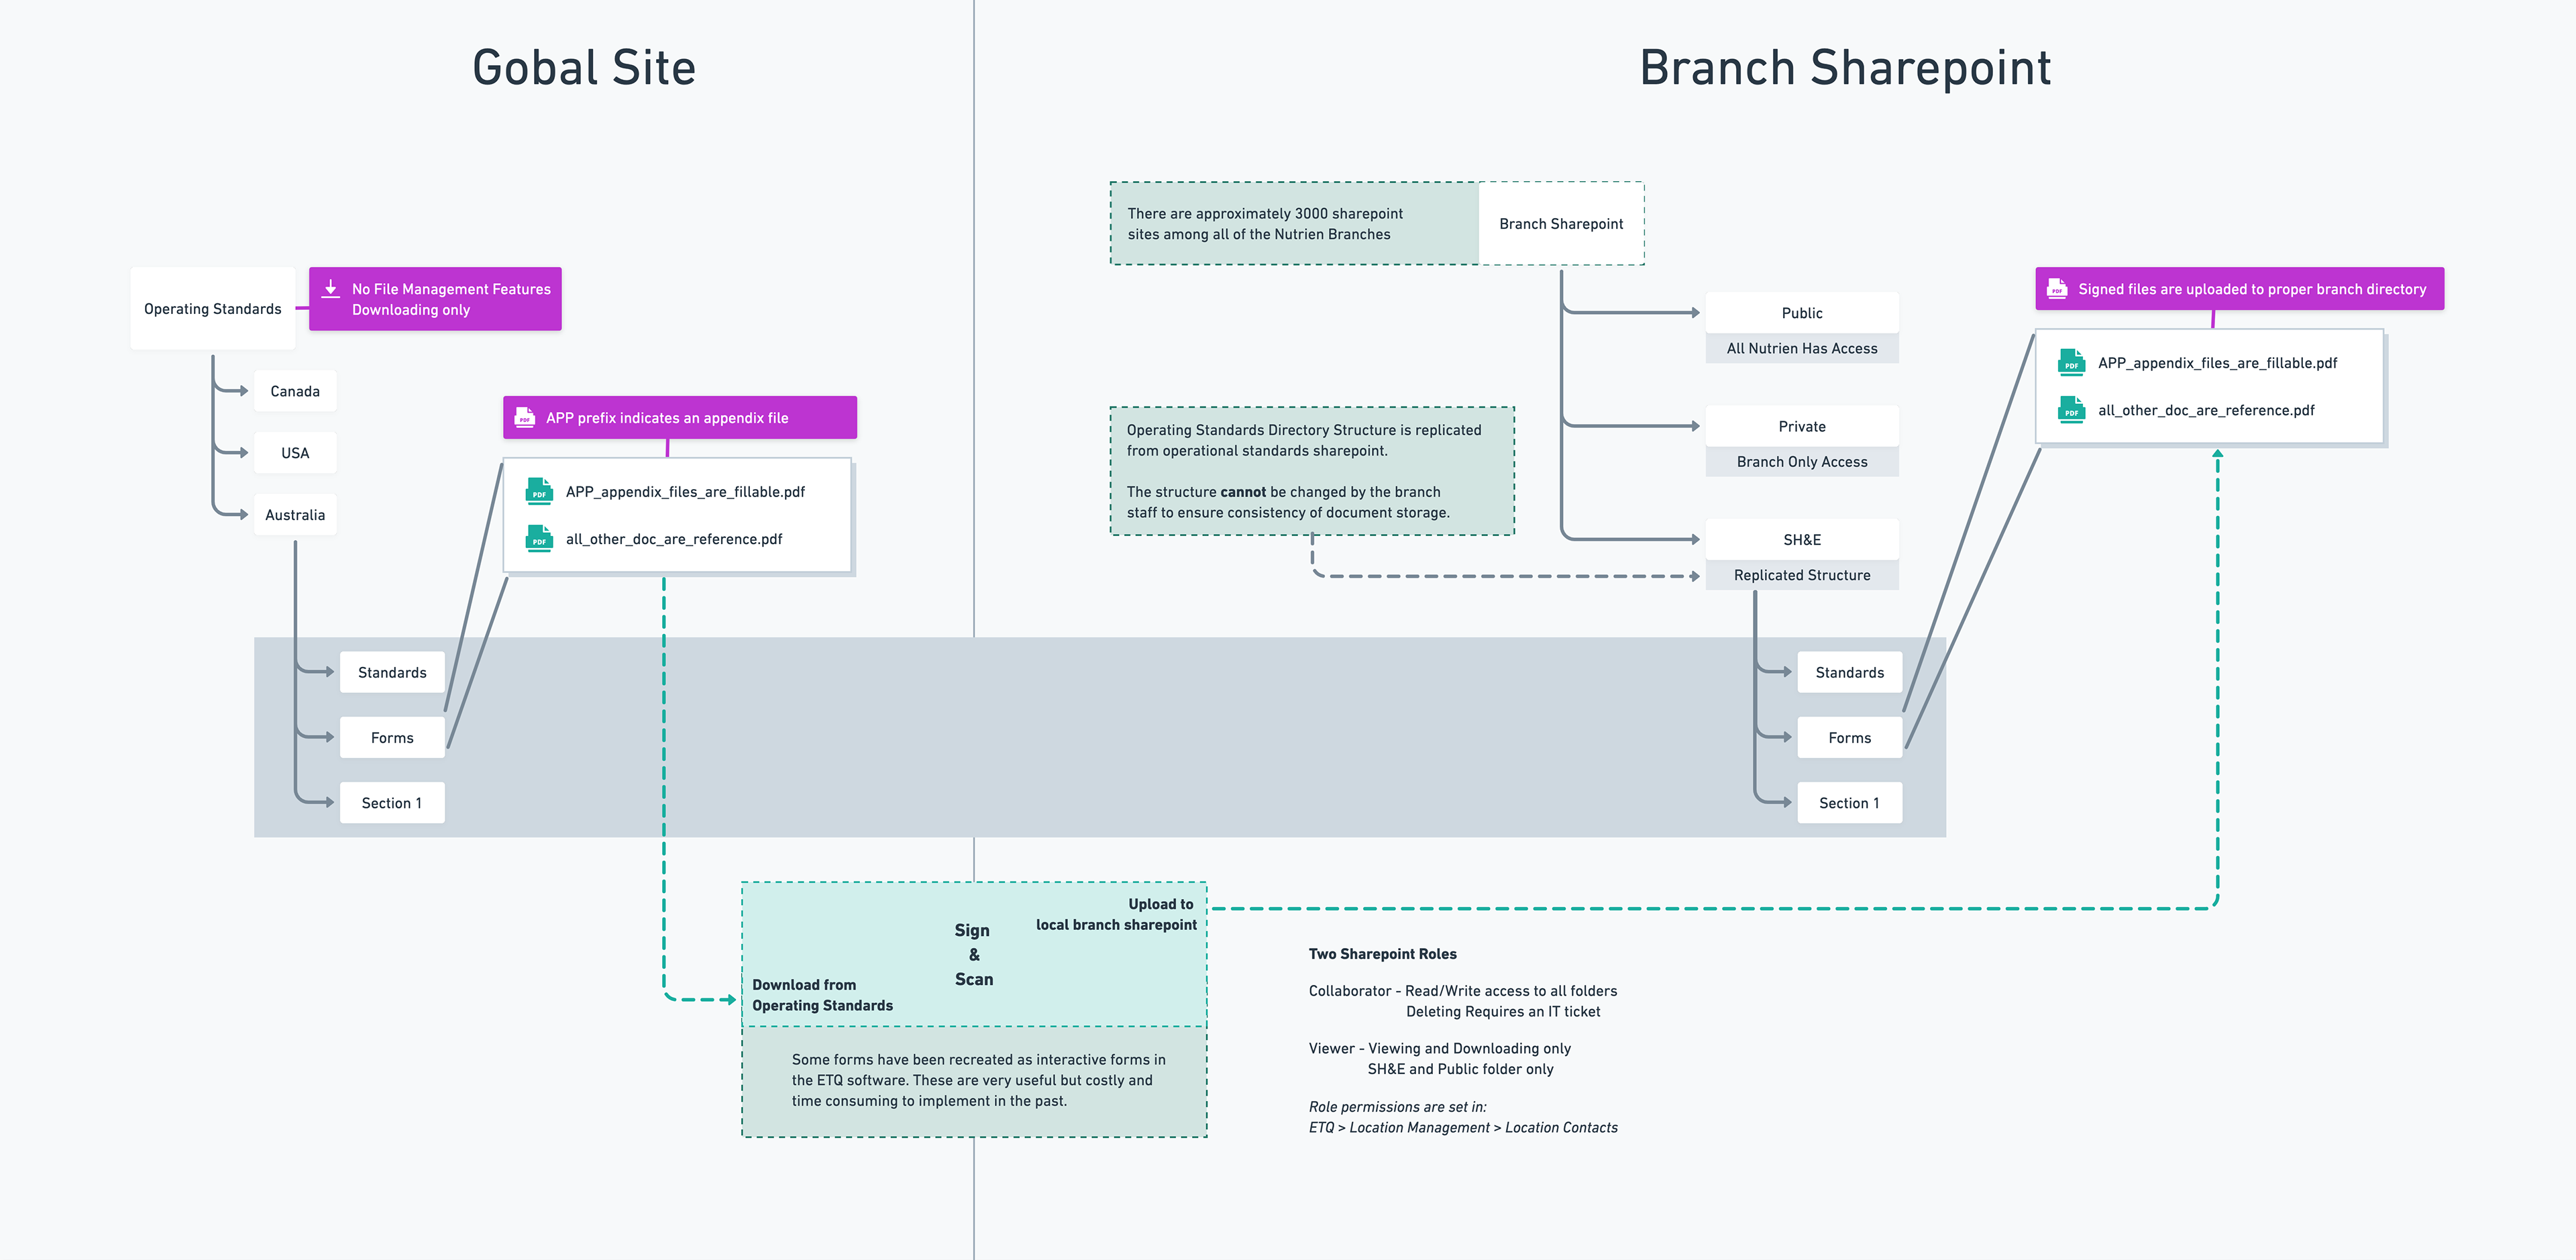 Gobal Site
Operating Standards
No File Management Features
Downloading only
Canada
USA
Australia
APP prefix indicates an appendix file
PDF
PDF
APP_appendix_files_are_fillable.pdf
PDF
all_other_doc_are_reference.pdf
Standards
Forms
Section 1
Branch Sharepoint
There are approximately 3000 sharepoint
sites among all of the Nutrien Branches
Branch Sharepoint
Public
All Nutrien Has Access
Private
Branch Only Access
Operating Standards Directory Structure is replicated
from operational standards sharepoint.
The structure cannot be changed by the branch
staff to ensure consistency of document storage.
SH&E
Replicated Structure
Standards
Forms
Section 1
PDF
Signed files are uploaded to proper branch directory
PDF
APP_appendix_files_are_fillable.pdf
PDF
all_other_doc_are_reference.pdf
Upload to
local branch sharepoint
Sign
&
Scan
Download from
Operating Standards
Some forms have been recreated as interactive forms in
the ETQ software. These are very useful but costly and
time consuming to implement in the past.
Two Sharepoint Roles
Collaborator - Read/Write access to all folders
Deleting Requires an IT ticket
Viewer - Viewing and Downloading only
SH&E and Public folder only
Role permissions are set in:
ETQ > Location Management > Location Contacts